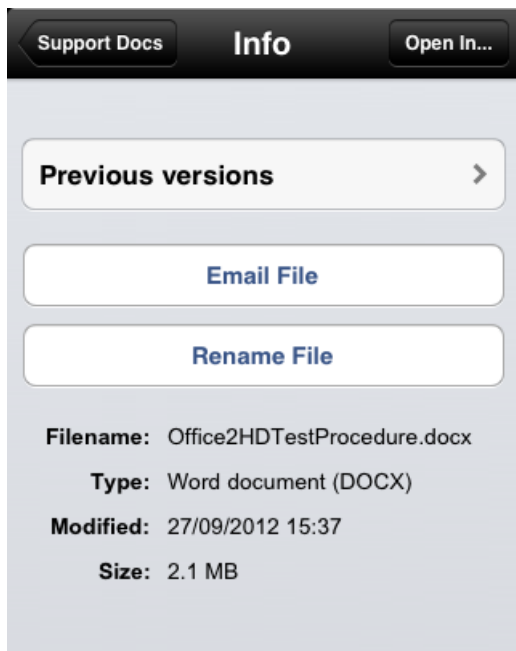 Support Docs Info Open In...
Previous versions
Email File
Rename File
Filename: Office2HDTestProcedure.docx
Type: Word document (DOCX)
Modified: 27/09/2012 15:37
Size: 2.1 MB